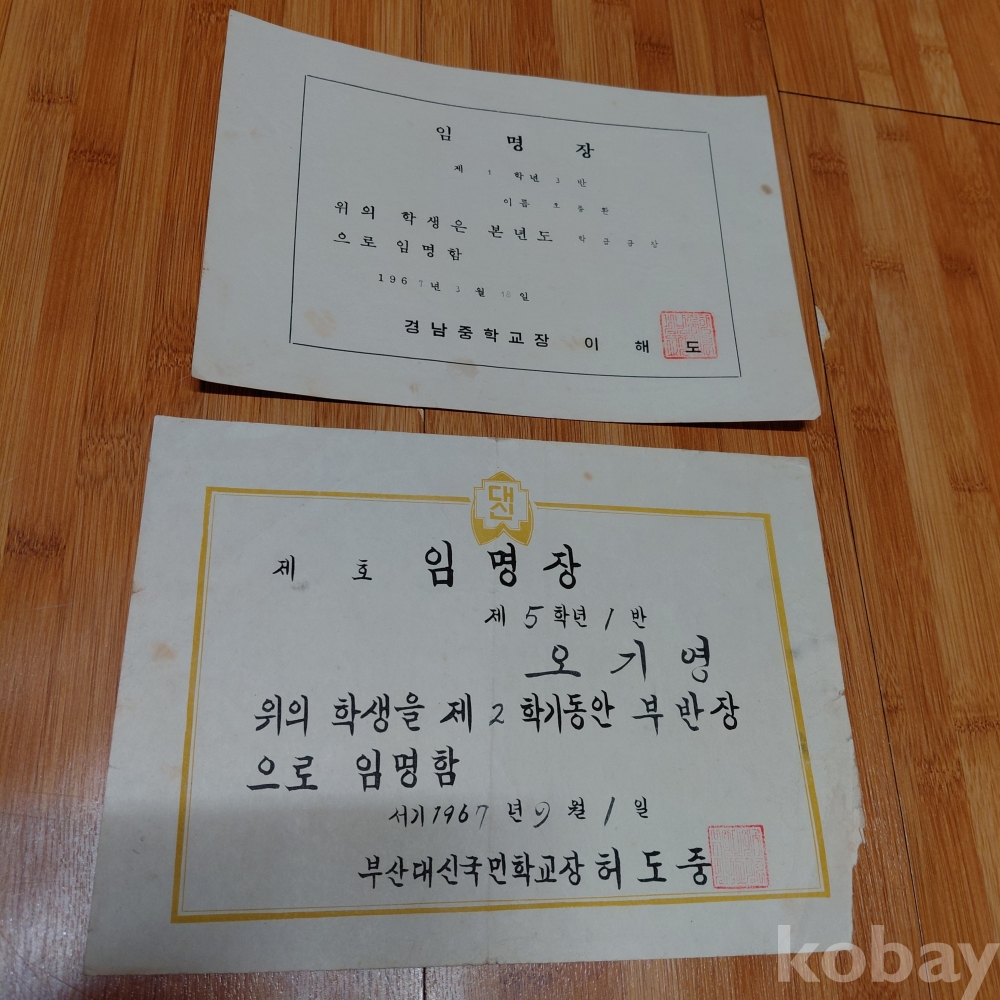 임 명 장
제 1 학년 3 반
이름 오 환
위의 학생은 본년도
으로 임명함
1967년 3월 일
경남중학교장 이 해 도
대신
제 호 임 명 장
제 5 학년 1 반
오 기 영
위의 학생을 제 2 학기동안 부반장
으로 임명함
서기 1967 년 9 월 1 일
부산대신국민학교장 허 도 중
kobay